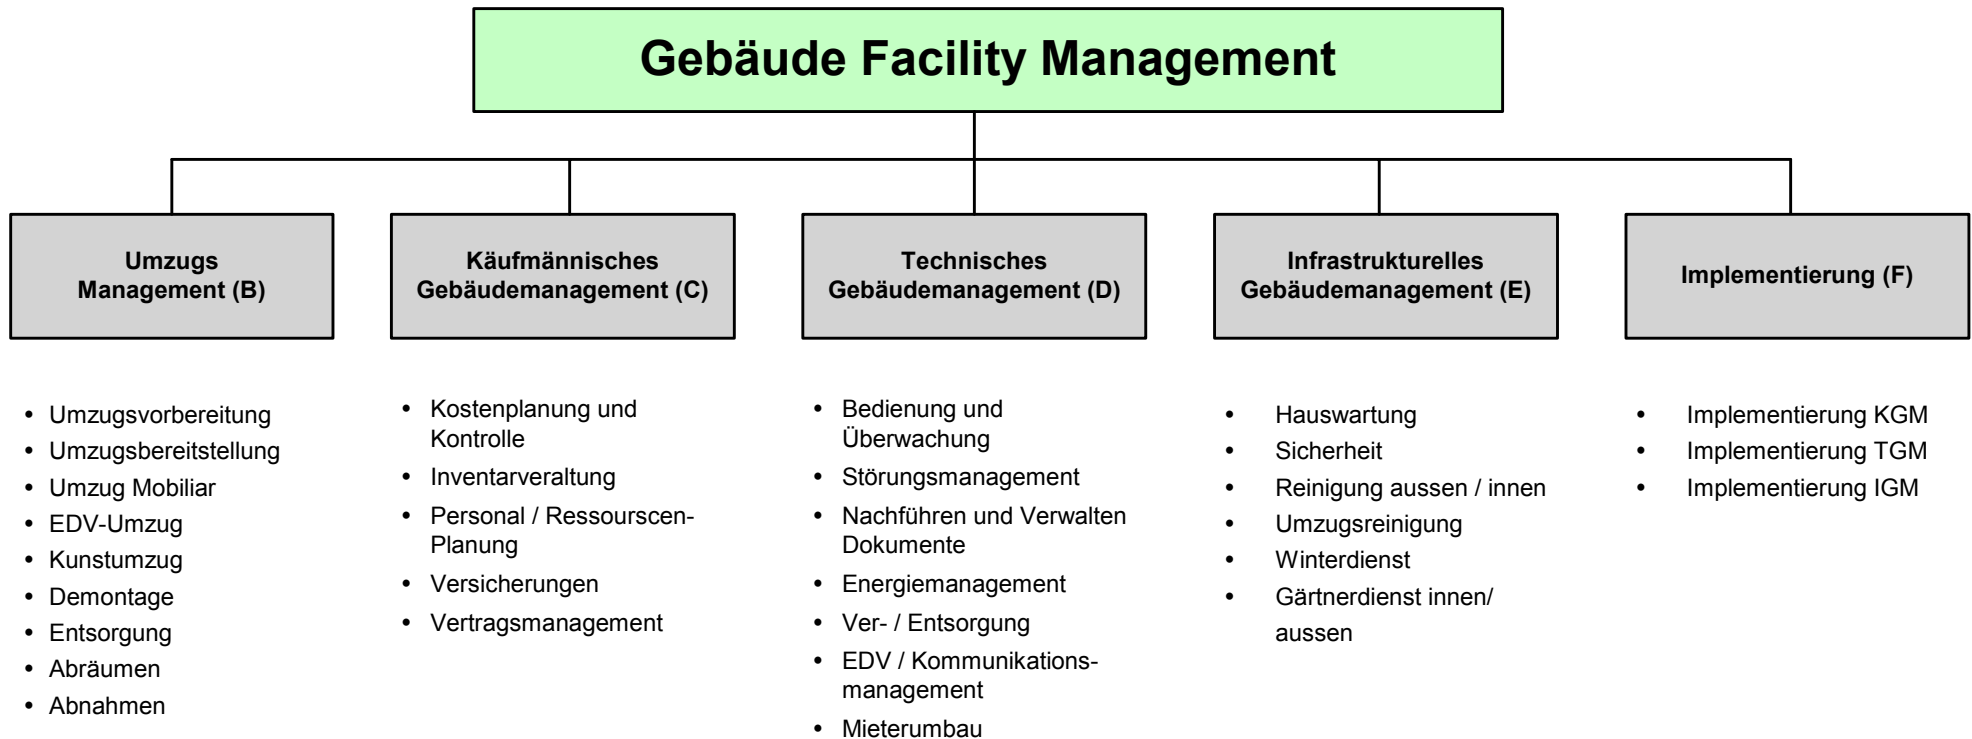 Gebäude Facility Management
Umzugs
Management (B)
Käufmännisches
Gebäudemanagement (C)
Technisches
Gebäudemanagement (D)
Infrastrukturelles
Gebäudemanagement (E)
Implementierung (F)
• Umzugsvorbereitung
• Umzugsbereitstellung
• Umzug Mobiliar
• EDV-Umzug
• Kunstumzug
• Demontage
• Entsorgung
• Abräumen
• Abnahmen
• Kostenplanung und
Kontrolle
• Inventarveraltung
• Personal / Ressourscen-
Planung
• Versicherungen
• Vertragsmanagement
• Bedienung und
Überwachung
• Störungsmanagement
• Nachführen und Verwalten
Dokumente
• Energiemanagement
• Ver- / Entsorgung
• EDV / Kommunikations-
management
• Mieterumbau
• Hauswartung
• Sicherheit
• Reinigung aussen / innen
• Umzugsreinigung
• Winterdienst
• Gärtnerdienst innen/
aussen
• Implementierung KGM
• Implementierung TGM
• Implementierung IGM